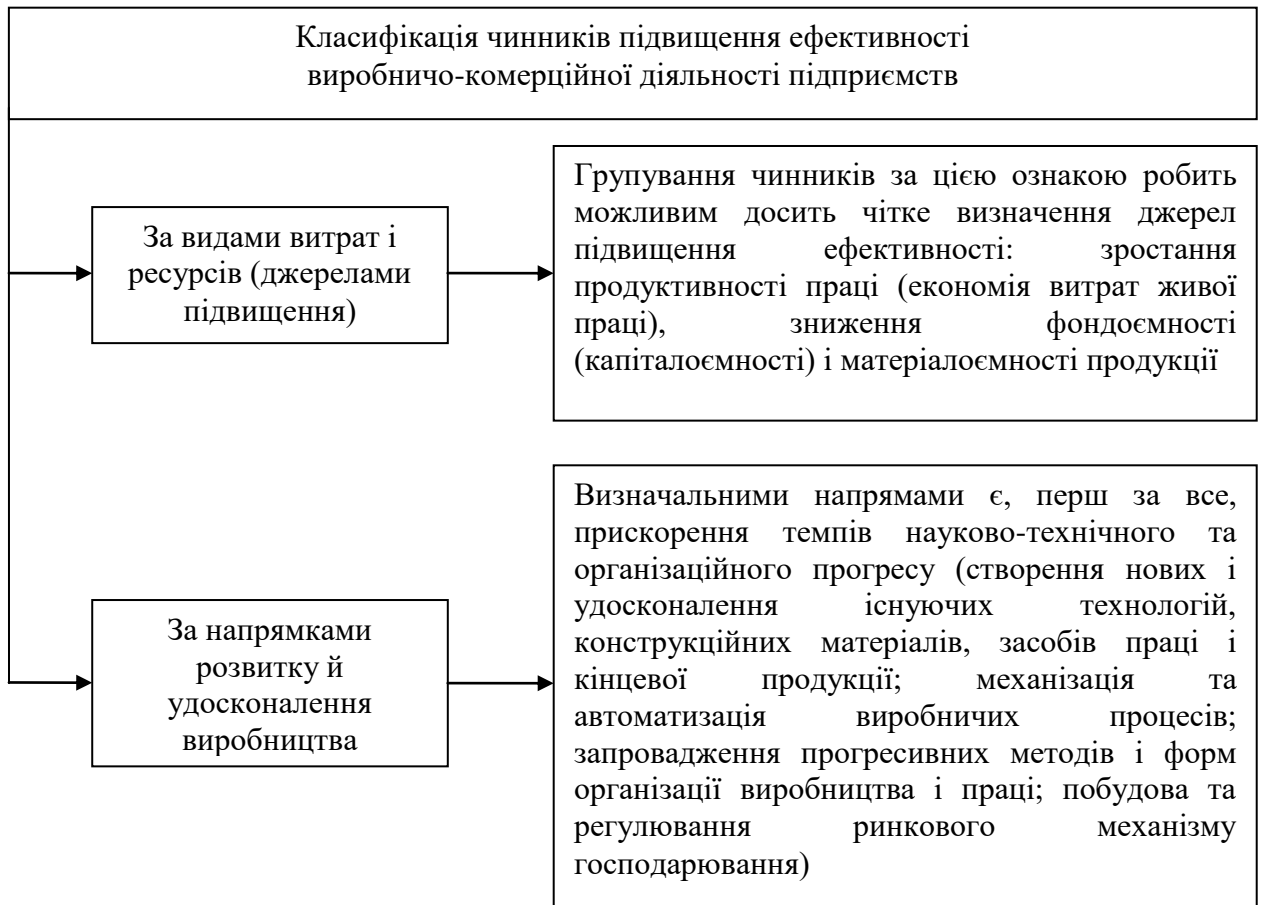 Класифікація чинників підвищення ефективності
виробничо-комерційної діяльності підприємств
За видами витрат і
ресурсів (джерелами
підвищення)
Групування чинників за цією ознакою робить
можливим досить чітке визначення джерел
підвищення ефективності: зростання
продуктивності праці (економія витрат живої
праці), зниження фондоємності
(капіталоємності) і матеріалоємності продукції
За напрямками
розвитку й
удосконалення
виробництва
Визначальними напрямами є, перш за все,
прискорення темпів науково-технічного та
організаційного прогресу (створення нових і
удосконалення існуючих технологій,
конструкційних матеріалів, засобів праці і
кінцевої продукції; механізація та
автоматизація виробничих процесів;
запровадження прогресивних методів і форм
організації виробництва і праці; побудова та
регулювання ринкового механізму
господарювання)